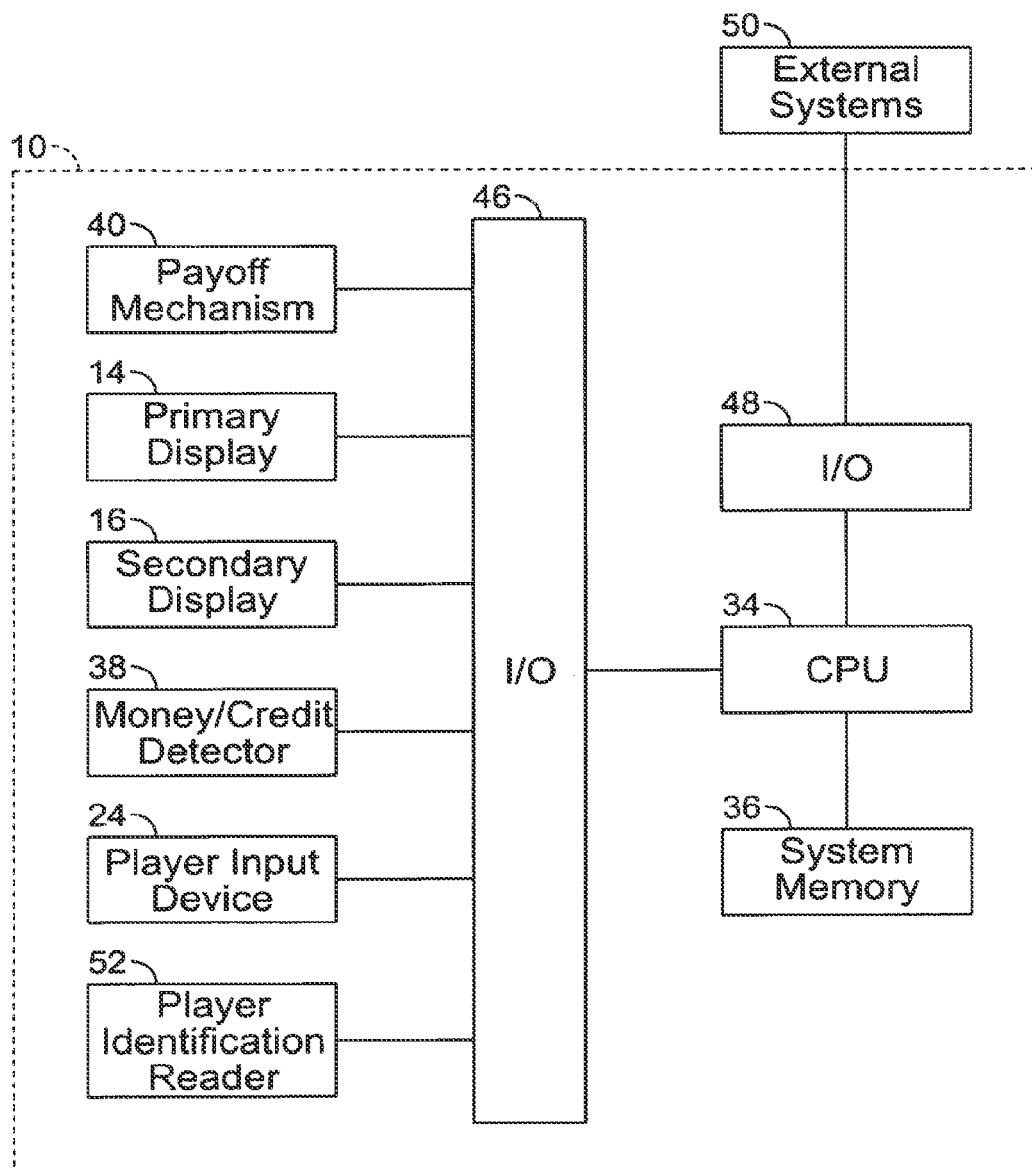 50
External
Systems
10
46
40
Payoff
Mechanism
14
Primary
Display
48
I/O
16
Secondary
Display
34
CPU
I/O
38
Money/Credit
Detector
24
Player Input
Device
36
System
Memory
52
Player
Identification
Reader